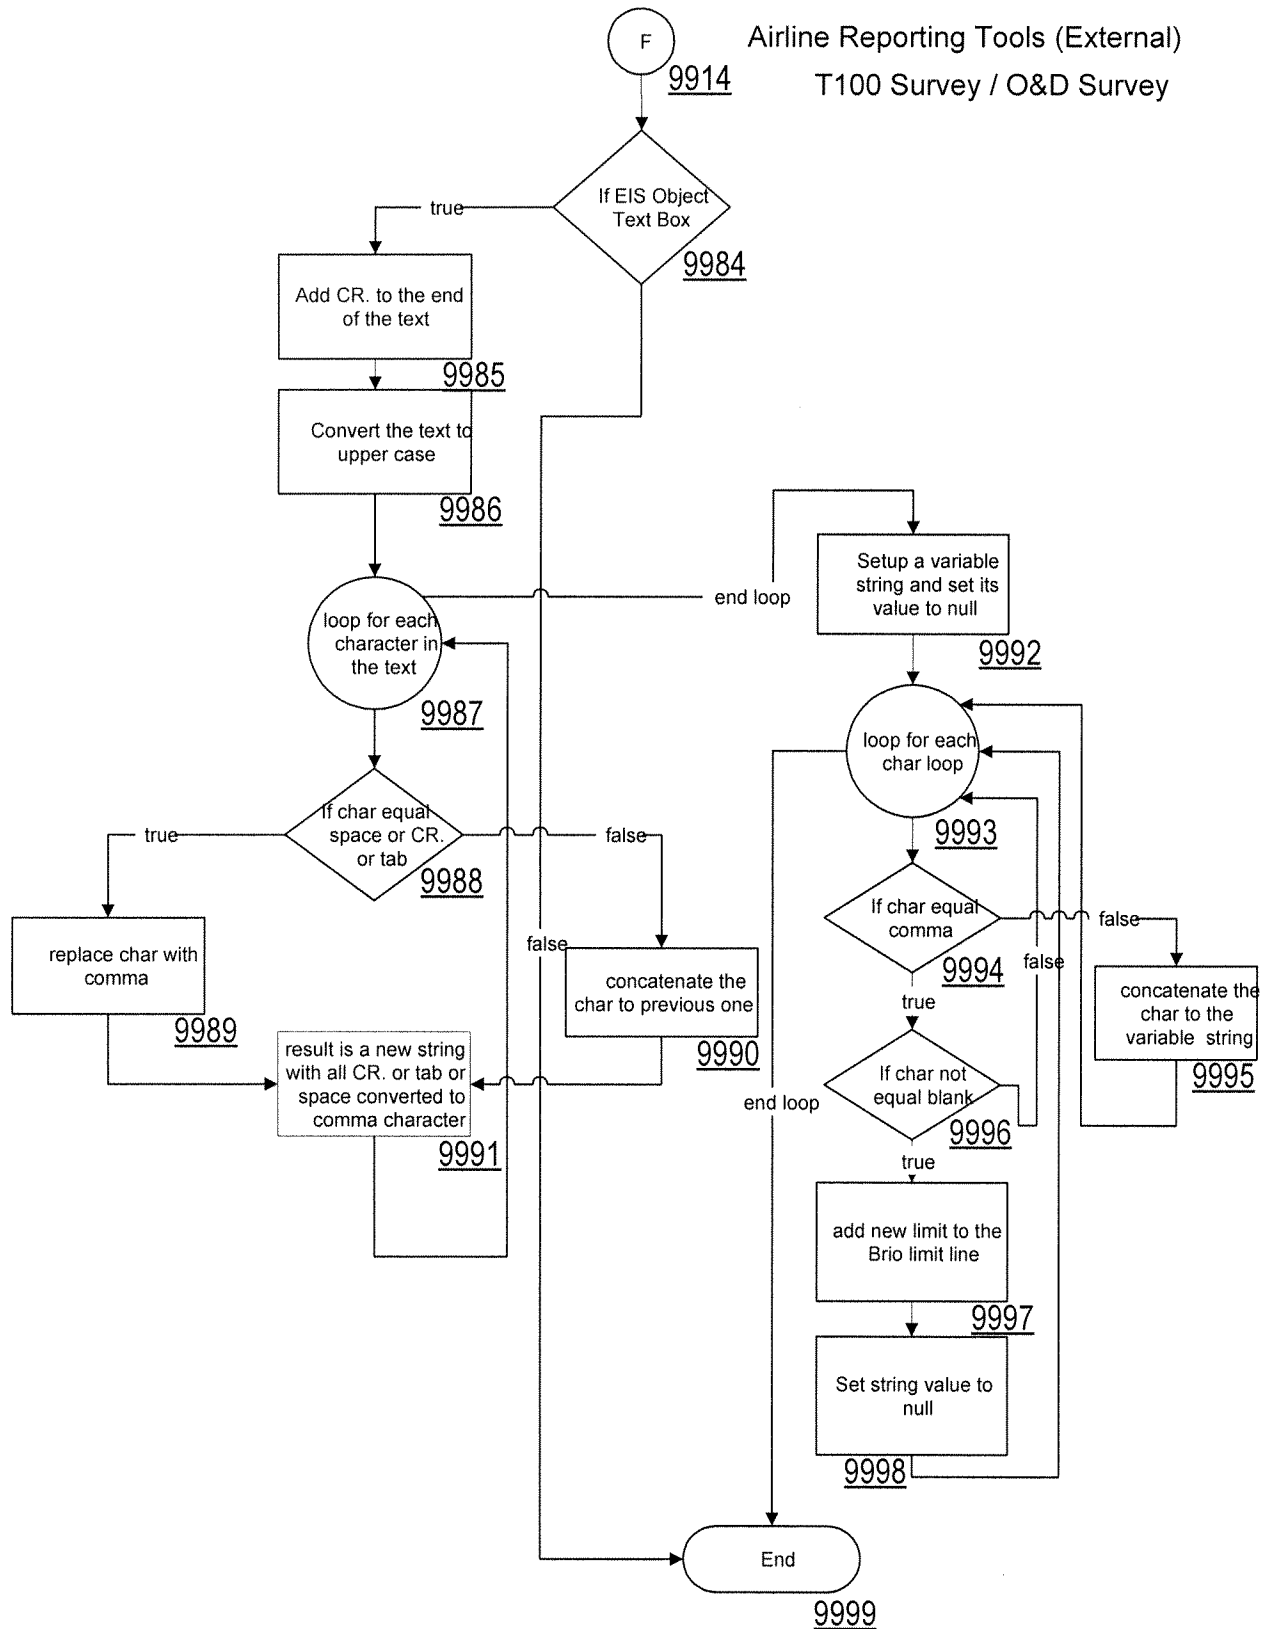 F
Airline Reporting Tools (External)
T100 Survey / O&D Survey
9914
If EIS Object
Text Box
9984
true
Add CR. to the end
of the text
9985
Convert the text to
upper case
9986
loop for each
character in
the text
9987
end loop
Setup a variable
string and set its
value to null
9992
loop for each
char loop
9993
If char equal
space or CR.
or tab
9988
true
false
replace char with
comma
9989
false
concatenate the
char to previous one
9990
result is a new string
with all CR. or tab or
space converted to
comma character
9991
If char equal
comma
9994
false
false
concatenate the
char to the
variable string
9995
true
If char not
equal blank
9996
end loop
true
add new limit to the
Brio limit line
9997
Set string value to
null
9998
End
9999